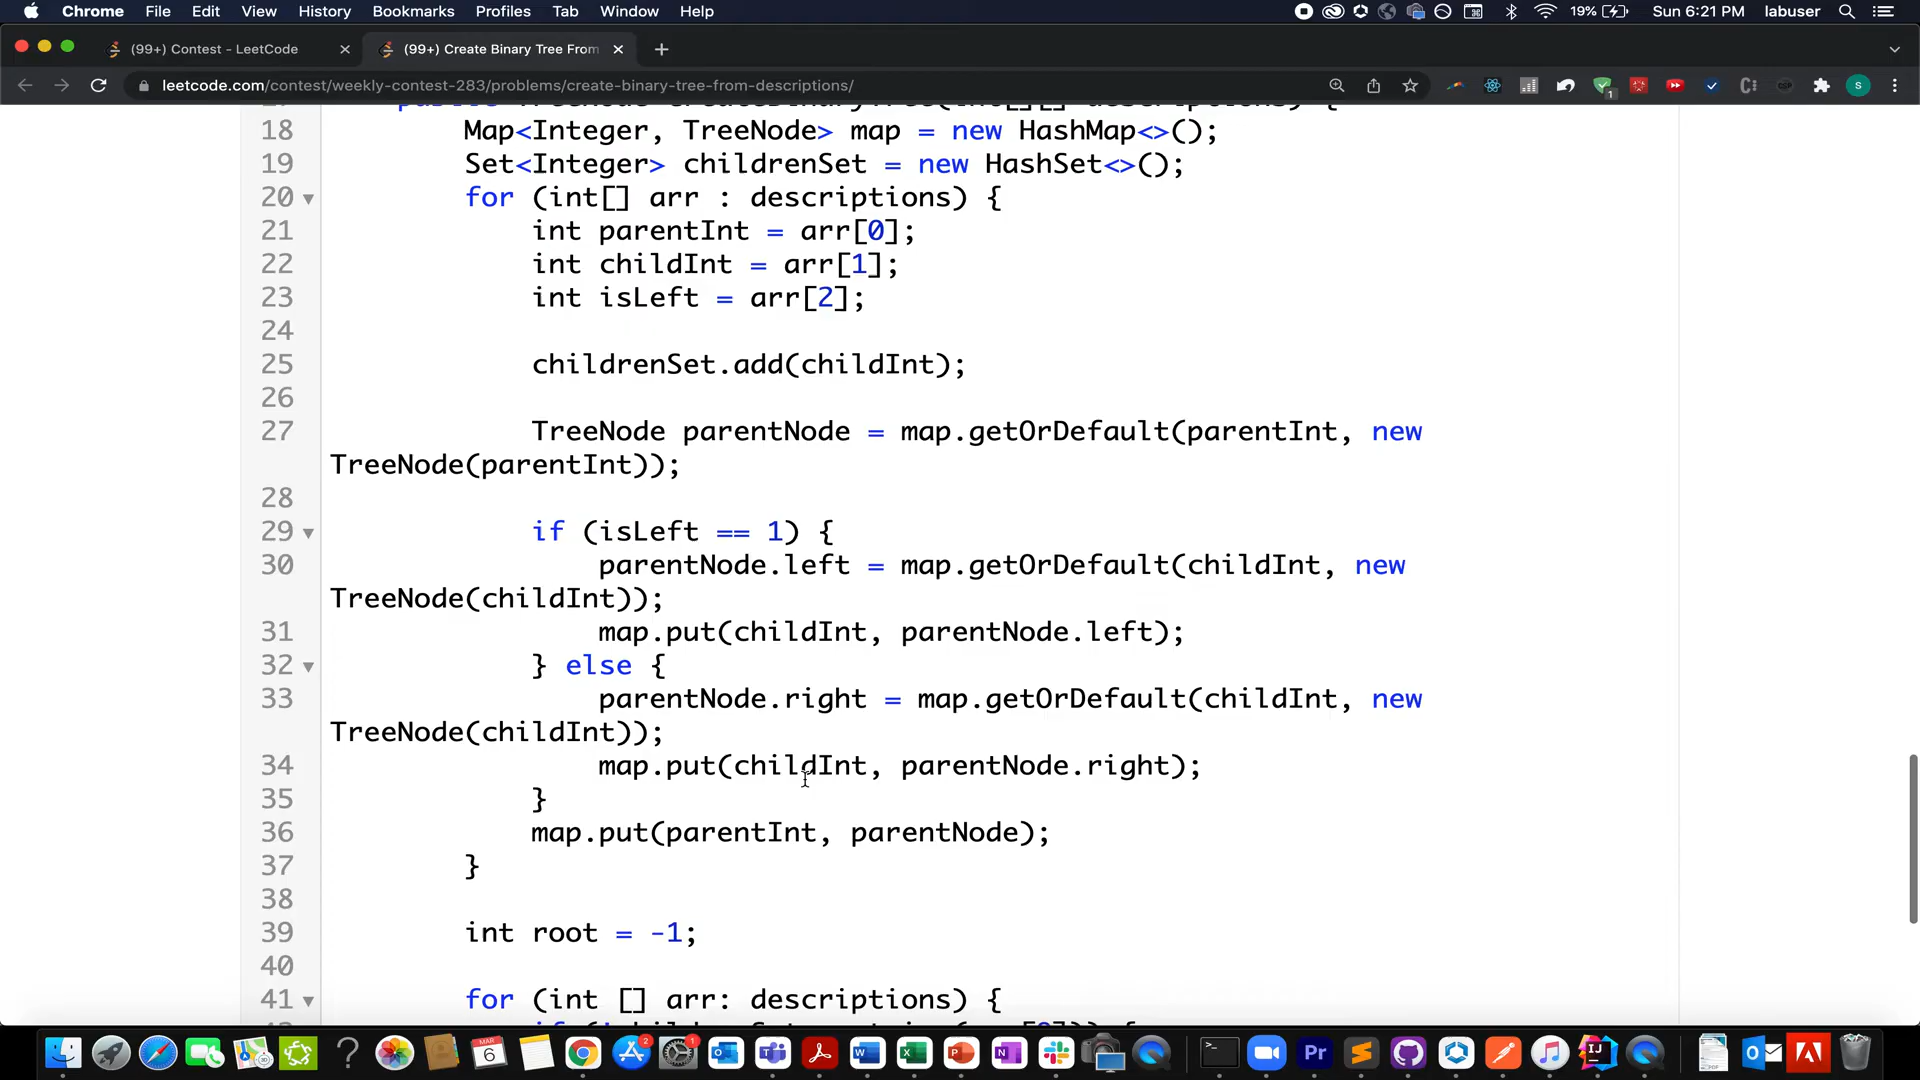 Chrome File Edit View History Bookmarks Profiles Tab Window Help 19% Sun 6:21 PM labuser
(99+) Contest - LeetCode (99+) Create Binary Tree From
leetcode.com/contest/weekly-contest-283/problems/create-binary-tree-from-descriptions/
18 Map<Integer, TreeNode> map = new HashMap<>();
19 Set<Integer> childrenSet = new HashSet<>();
20 for (int[] arr : descriptions) {
21 int parentInt = arr[0];
22 int childInt = arr[1];
23 int isLeft = arr[2];
24
25 childrenSet.add(childInt);
26
27 TreeNode parentNode = map.getOrDefault(parentInt, new
TreeNode(parentInt));
28
29 if (isLeft == 1) {
30 parentNode.left = map.getOrDefault(childInt, new
TreeNode(childInt));
31 map.put(childInt, parentNode.left);
32 } else {
33 parentNode.right = map.getOrDefault(childInt, new
TreeNode(childInt));
34 map.put(childInt, parentNode.right);
35 }
36 map.put(parentInt, parentNode);
37 }
38
39 int root = -1;
40
41 for (int [] arr: descriptions) {